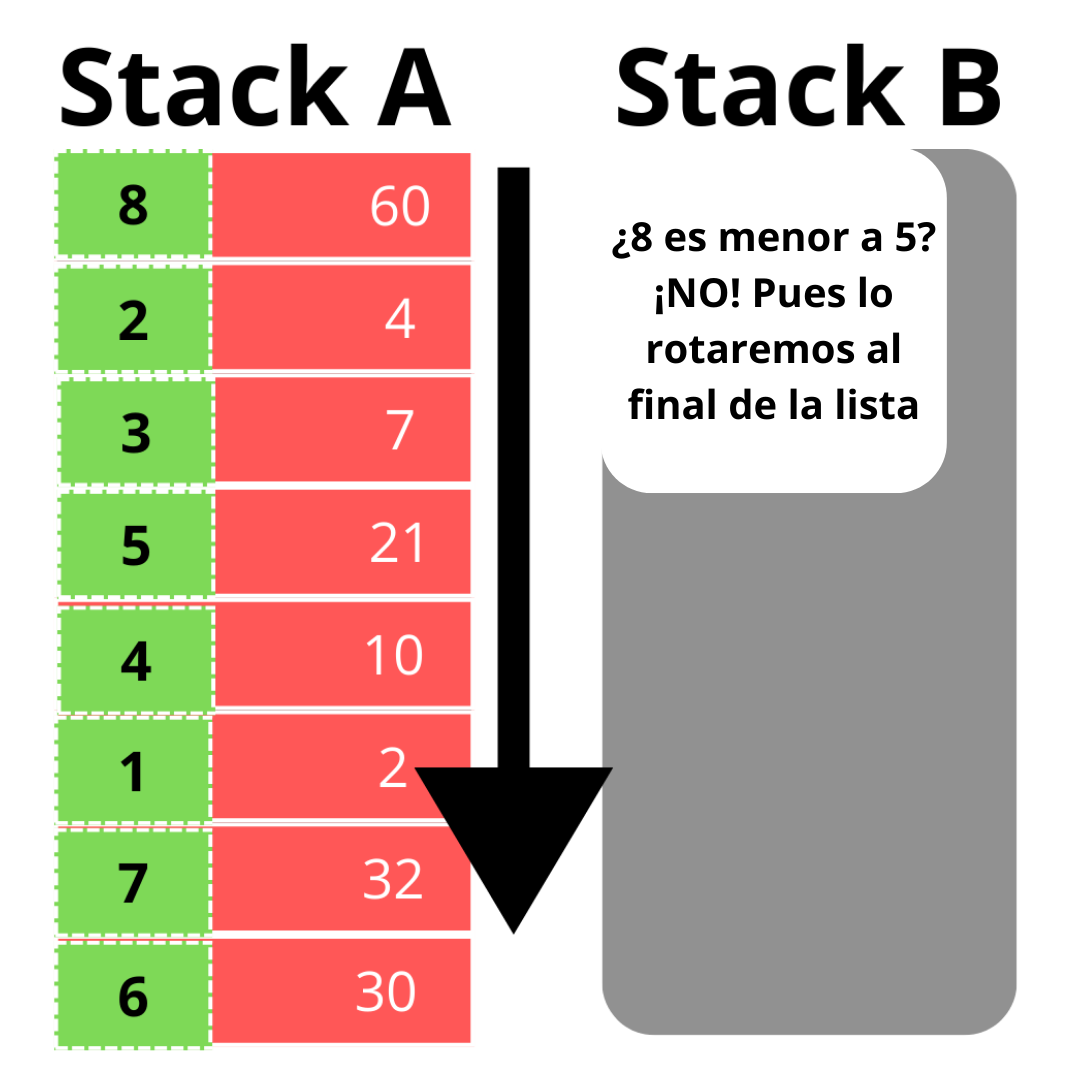 Stack A
Stack B
8 60
2 4
3 7
5 21
4 10
1 2
7 32
6 30
¿8 es menor a 5?
¡NO! Pues lo
rotaremos al
final de la lista